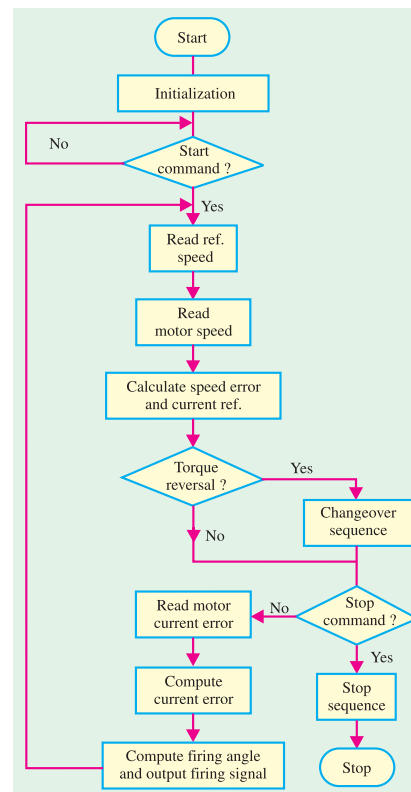 Start
Initialization
No
Start
command ?
Yes
Read ref.
speed
Read
motor speed
Calculate speed error
and current ref.
Torque
reversal ?
Yes
Changeover
sequence
No
Stop
command ?
No
Read motor
current error
Yes
Compute
current error
Stop
sequence
Compute firing angle
and output firing signal
Stop